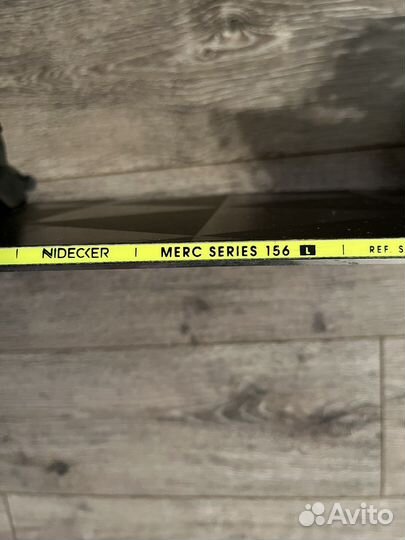 NIDECKER | MERC SERIES 156 L | REF. S
Avito